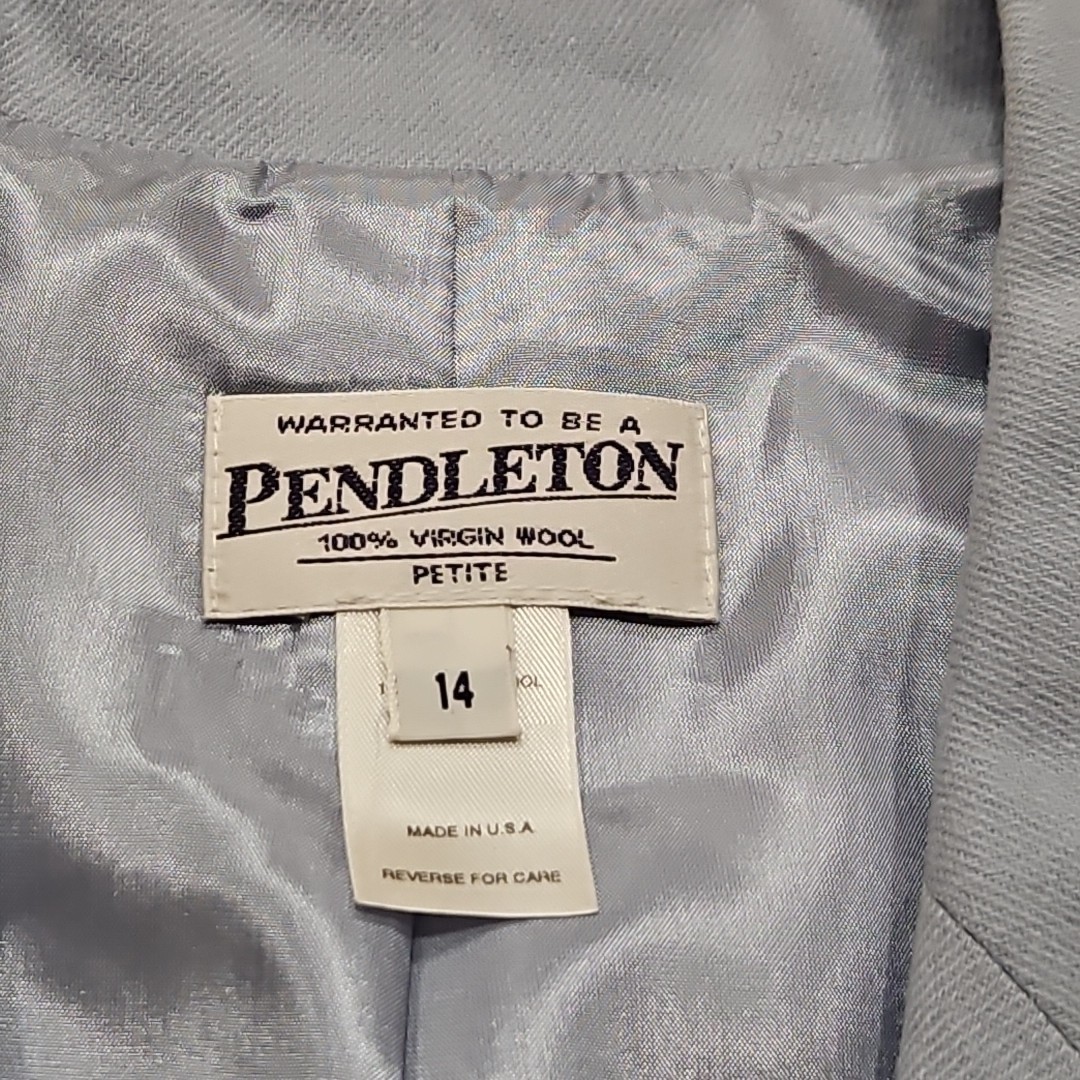 WARRANTED TO BE A
PENDLETON
100% VIRGIN WOOL
PETITE
14
MADE IN U.S.A
REVERSE FOR CARE